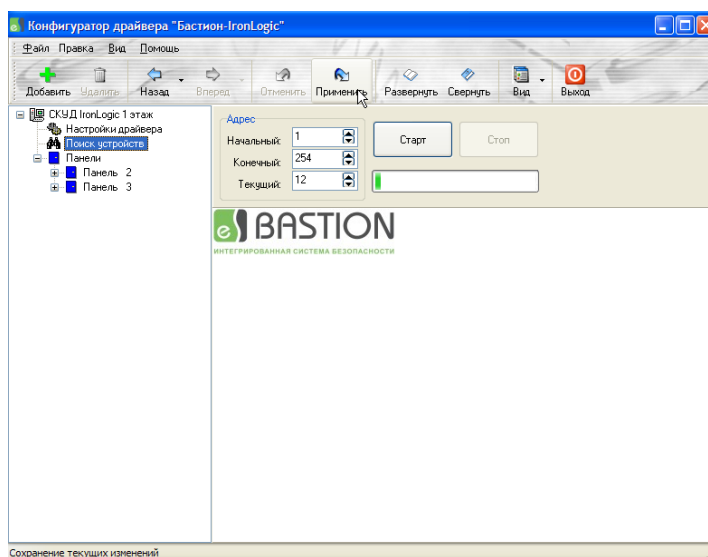 Конфигуратор драйвера "Бастион-IronLogic"
Файл Правка Вид Помощь
Добавить Удалить Назад Вперед Отменить Применить Развернуть Свернуть Вид Выход
СКУД IronLogic 1 этаж
Настройки драйвера
Поиск устройств
Панели
Панель 2
Панель 3
Адрес
Начальный: 1
Конечный: 254
Текущий: 12
Старт Стоп
eS BASTION
ИНТЕГРИРОВАННАЯ СИСТЕМА БЕЗОПАСНОСТИ
Сохранение текущих изменений